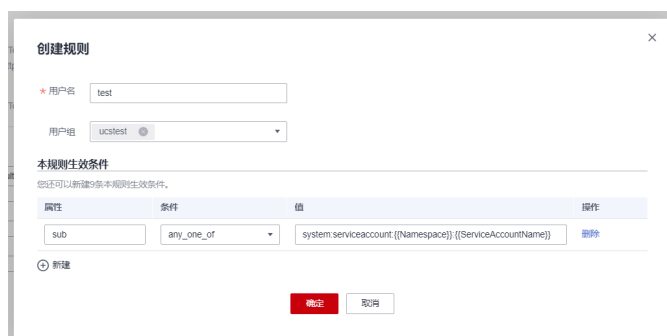 创建规则
* 用户名 test
用户组 ucstest
本规则生效条件
您还可以新建9条本规则生效条件。
属性 条件 值 操作
sub any_one_of system:serviceaccount:{{Namespace}}:{{ServiceAccountName}} 删除
新建
确定 取消